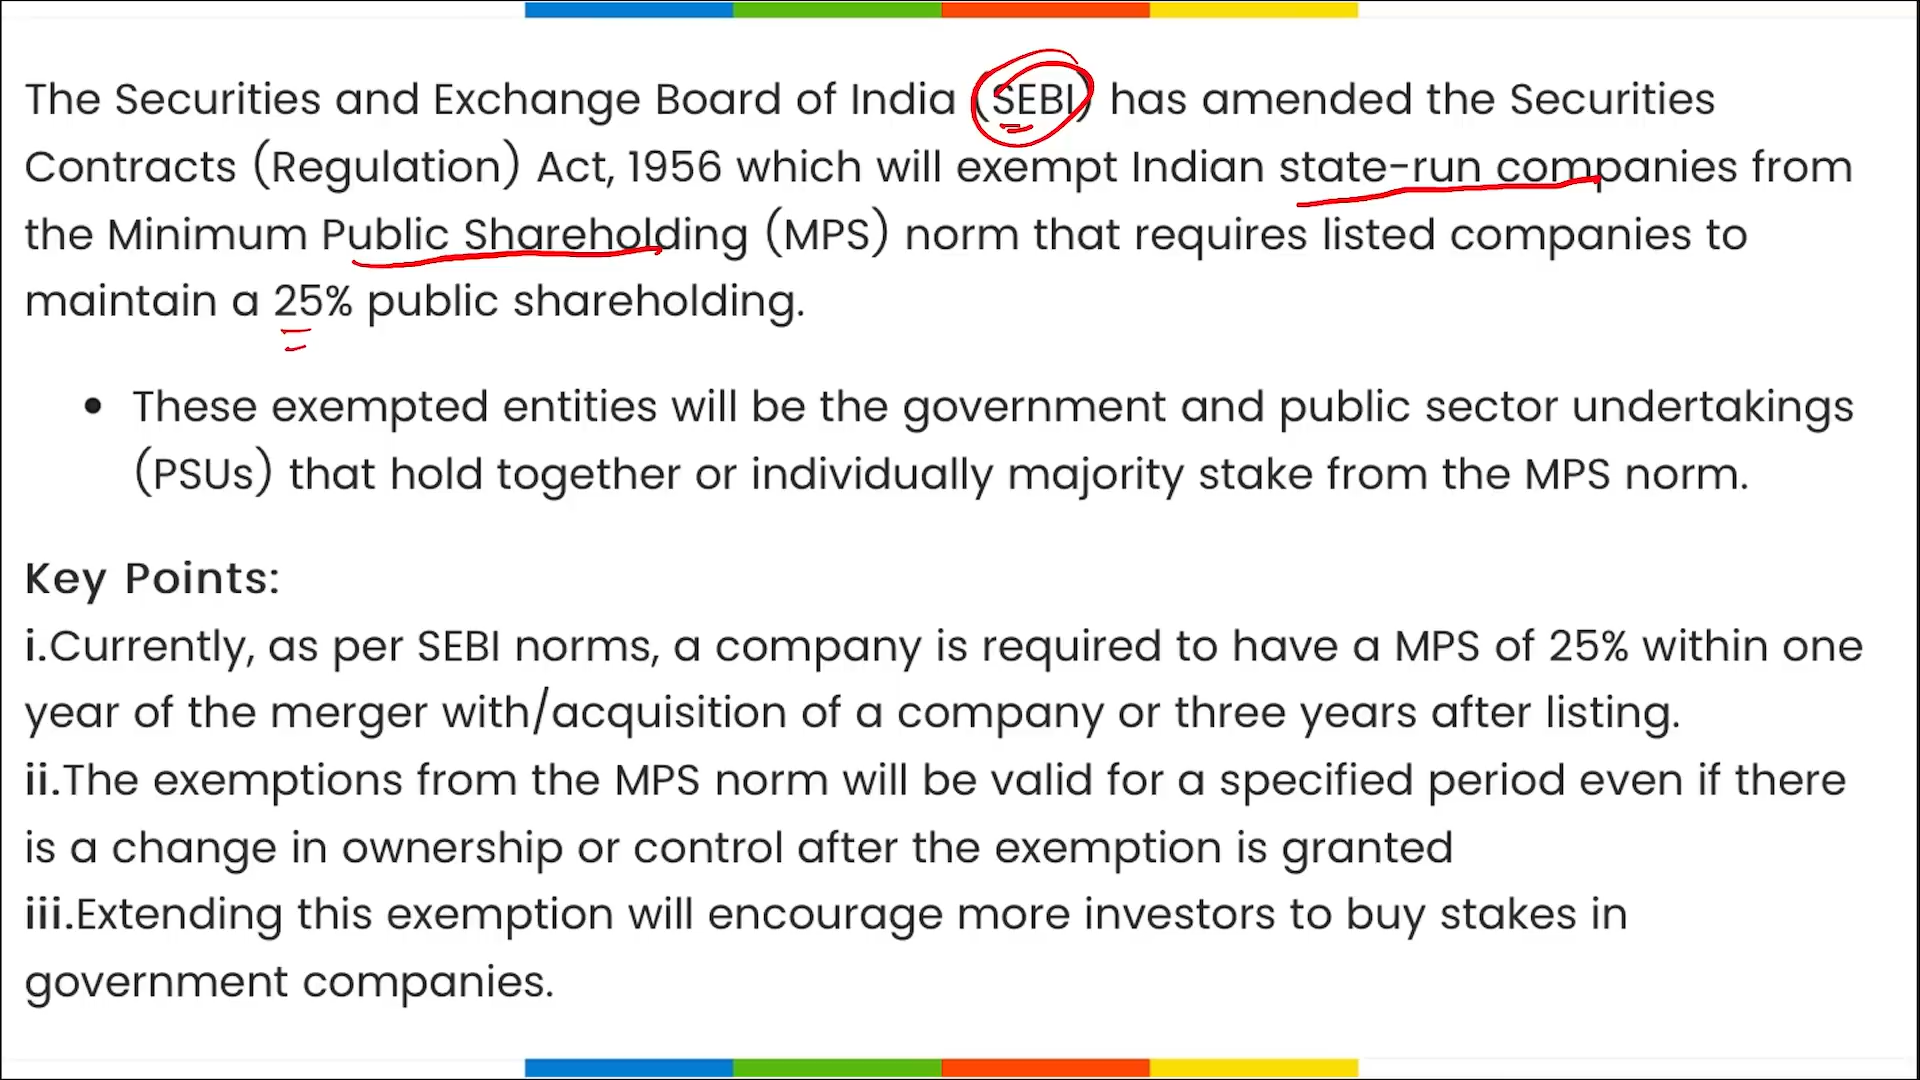 The Securities and Exchange Board of India (SEBI) has amended the Securities
Contracts (Regulation) Act, 1956 which will exempt Indian state-run companies from
the Minimum Public Shareholding (MPS) norm that requires listed companies to
maintain a 25% public shareholding.
• These exempted entities will be the government and public sector undertakings
(PSUs) that hold together or individually majority stake from the MPS norm.
Key Points:
i.Currently, as per SEBI norms, a company is required to have a MPS of 25% within one
year of the merger with/acquisition of a company or three years after listing.
ii.The exemptions from the MPS norm will be valid for a specified period even if there
is a change in ownership or control after the exemption is granted
iii.Extending this exemption will encourage more investors to buy stakes in
government companies.